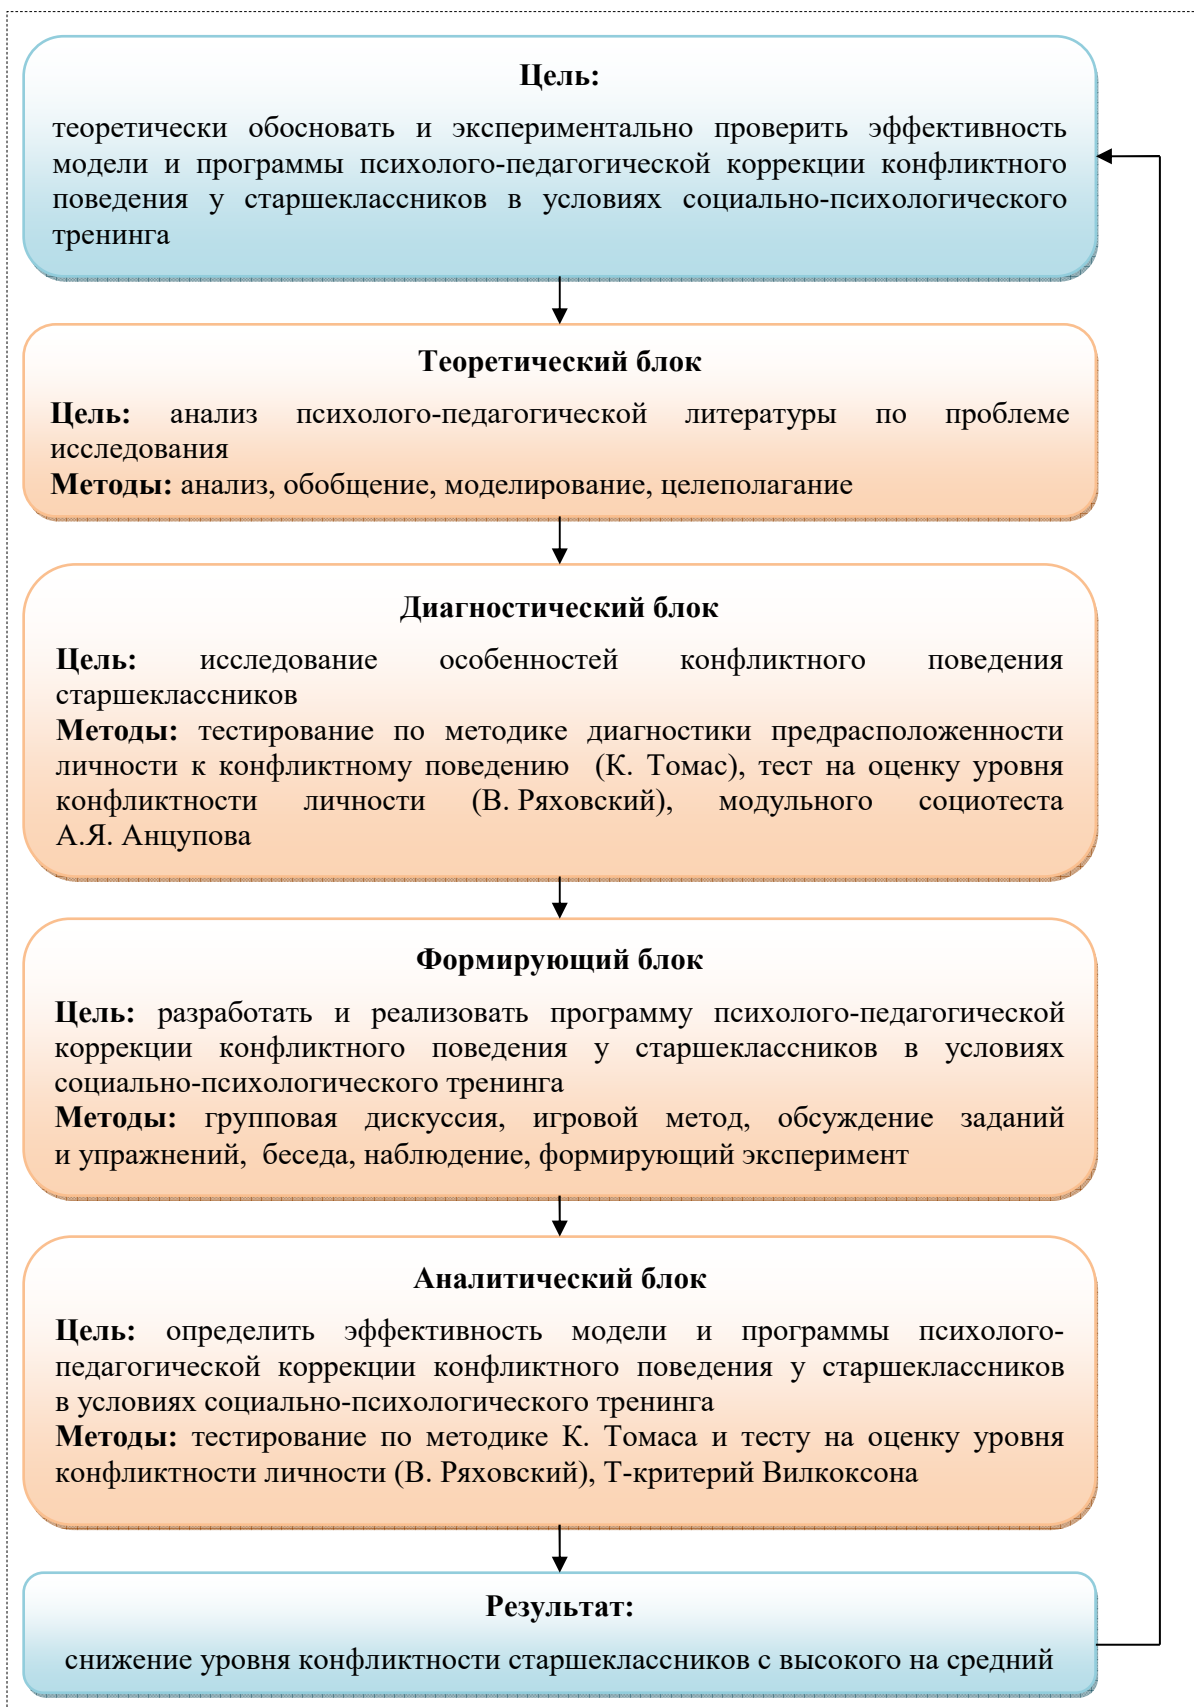 Цель:
теоретически обосновать и экспериментально проверить эффективность
модели и программы психолого-педагогической коррекции конфликтного
поведения у старшеклассников в условиях социально-психологического
тренинга
Теоретический блок
Цель: анализ психолого-педагогической литературы по проблеме
исследования
Методы: анализ, обобщение, моделирование, целеполагание
Диагностический блок
Цель: исследование особенностей конфликтного поведения
старшеклассников
Методы: тестирование по методике диагностики предрасположенности
личности к конфликтному поведению (К. Томас), тест на оценку уровня
конфликтности личности (В. Ряховский), модульного социотеста
А.Я. Анцупова
Формирующий блок
Цель: разработать и реализовать программу психолого-педагогической
коррекции конфликтного поведения у старшеклассников в условиях
социально-психологического тренинга
Методы: групповая дискуссия, игровой метод, обсуждение заданий
и упражнений, беседа, наблюдение, формирующий эксперимент
Аналитический блок
Цель: определить эффективность модели и программы психолого-
педагогической коррекции конфликтного поведения у старшеклассников
в условиях социально-психологического тренинга
Методы: тестирование по методике К. Томаса и тесту на оценку уровня
конфликтности личности (В. Ряховский), Т-критерий Вилкоксона
Результат:
снижение уровня конфликтности старшеклассников с высокого на средний